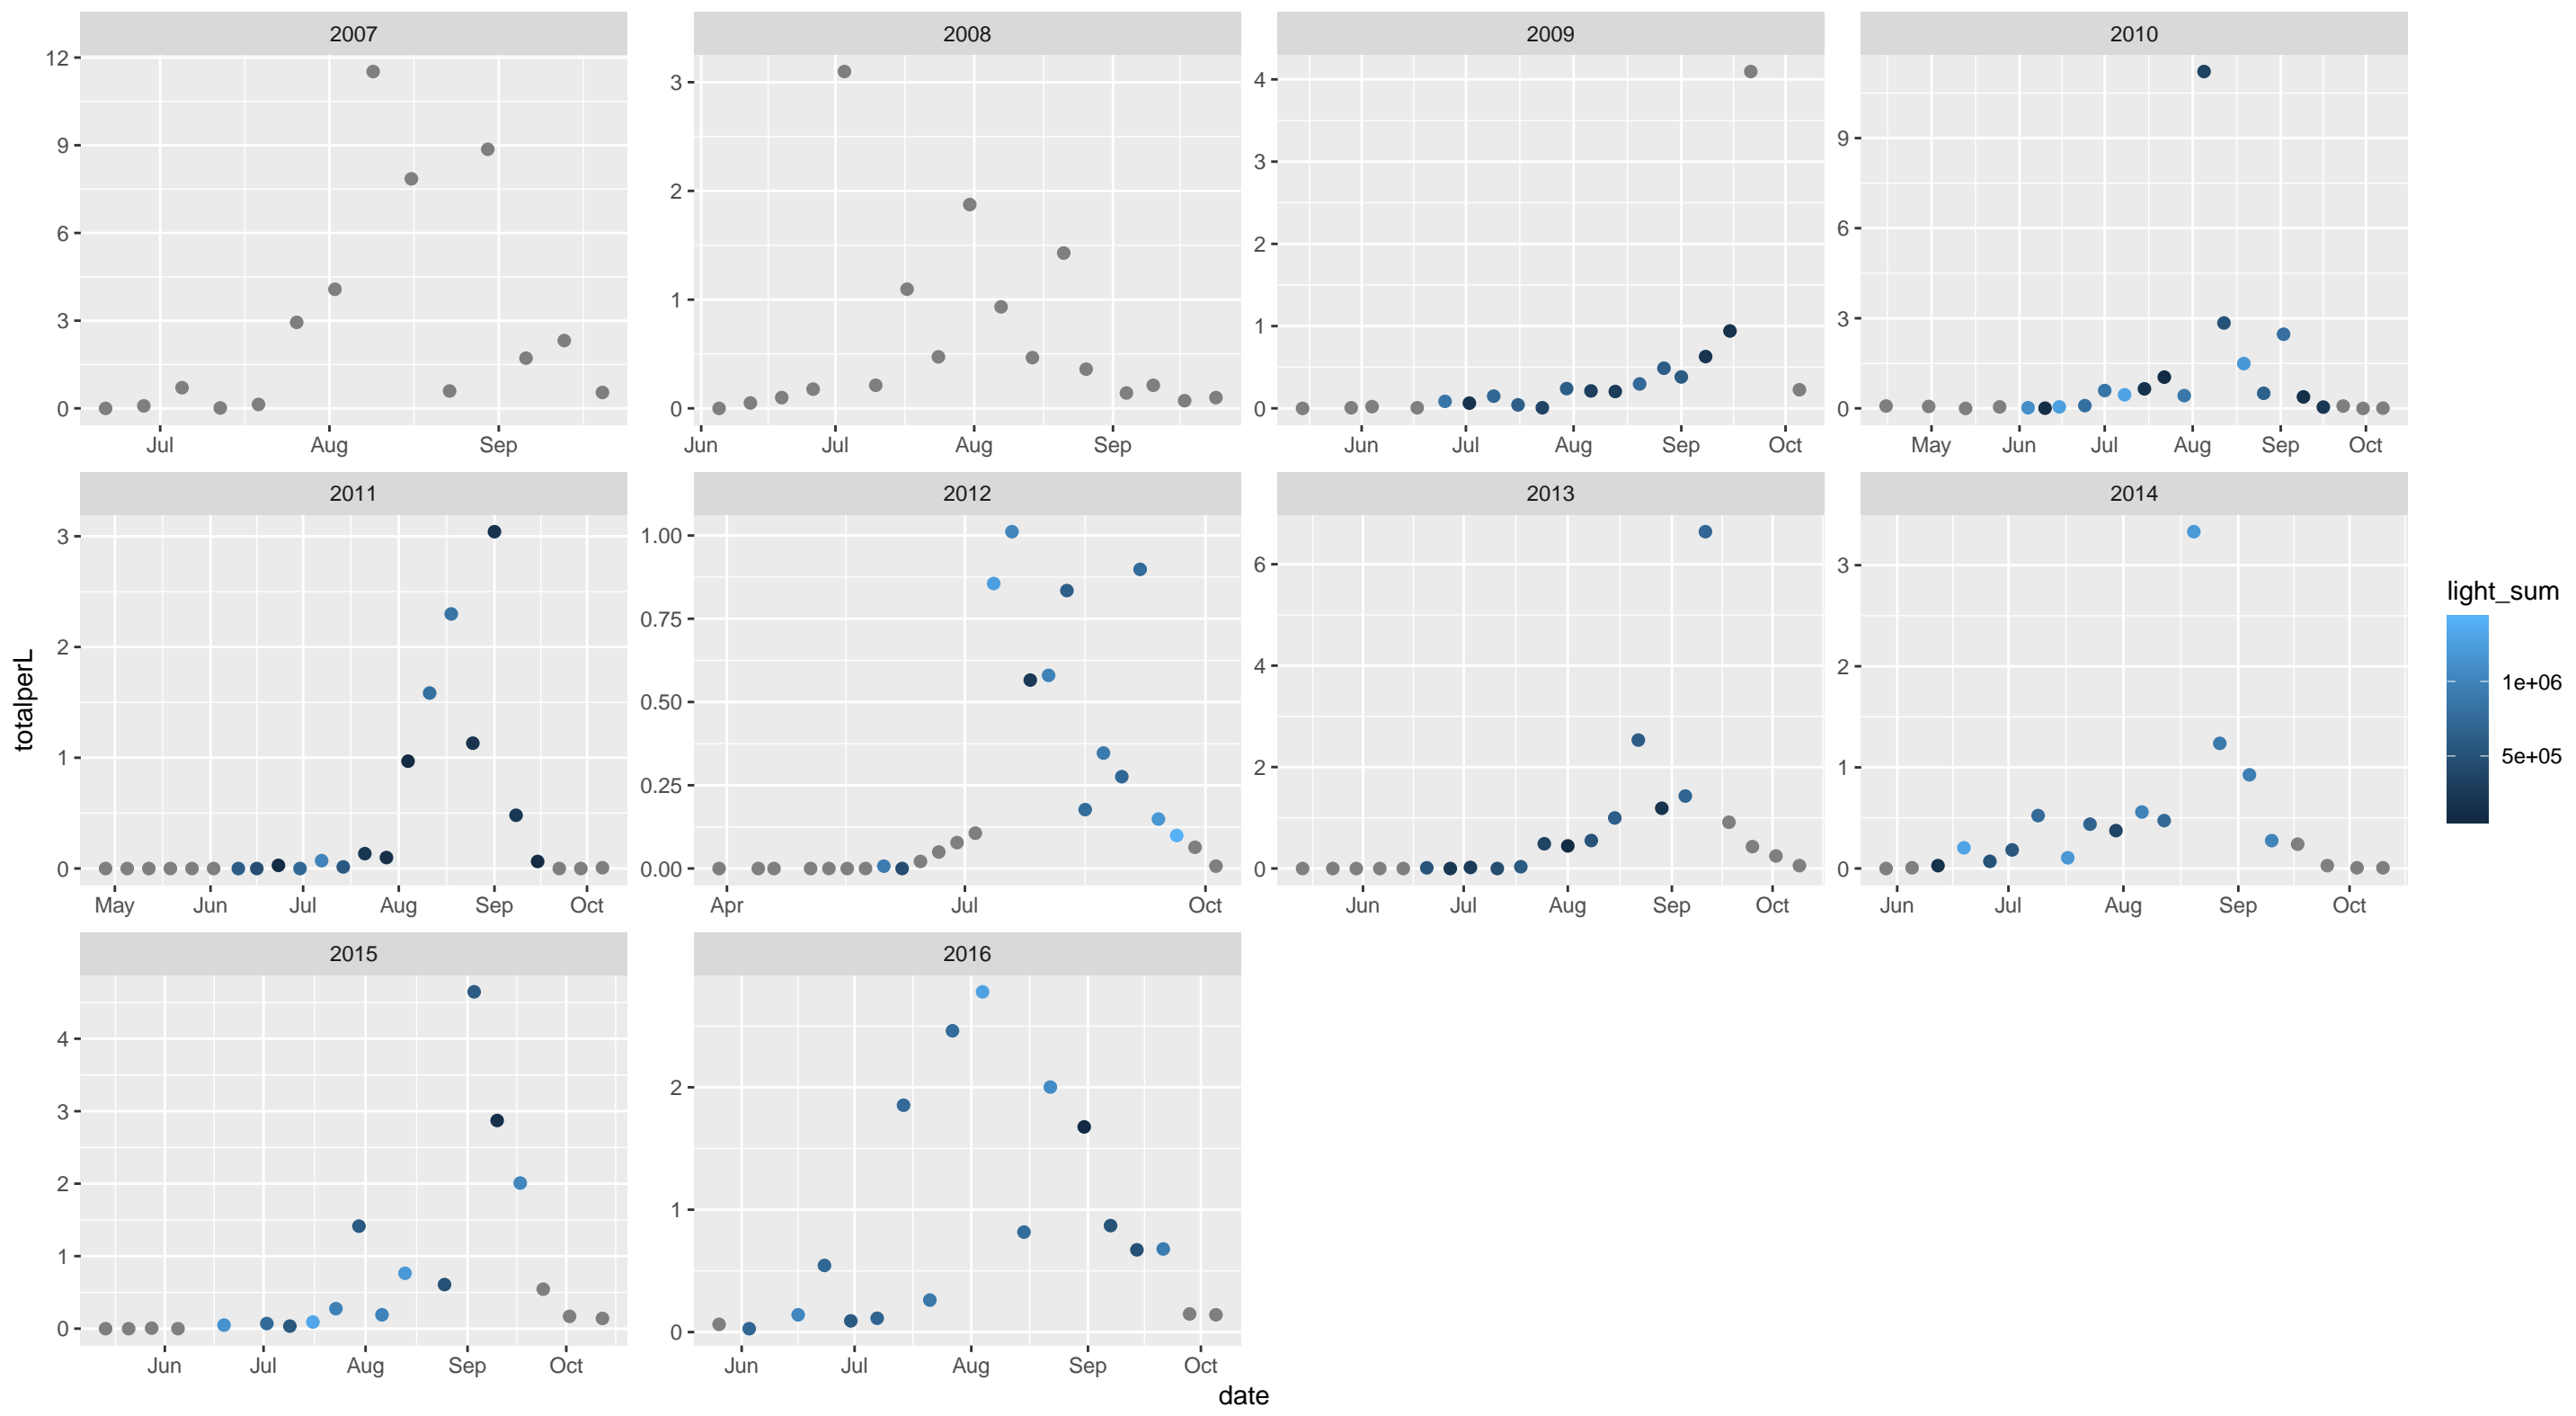 2007 2008 2009 2010
12
9
6
3
0
Jul Aug Sep
3
2
1
0
Jun Jul Aug Sep
4
3
2
1
0
Jun Jul Aug Sep Oct
9
6
3
0
May Jun Jul Aug Sep Oct
2011 2012 2013 2014
3
2
1
0
May Jun Jul Aug Sep Oct
1.00
0.75
0.50
0.25
0.00
Apr Jul Oct
6
4
2
0
Jun Jul Aug Sep Oct
3
2
1
0
Jun Jul Aug Sep Oct
2015 2016
4
3
2
1
0
Jun Jul Aug Sep Oct
2
1
0
Jun Jul Aug Sep Oct
totalperL
date
light_sum
1e+06
5e+05